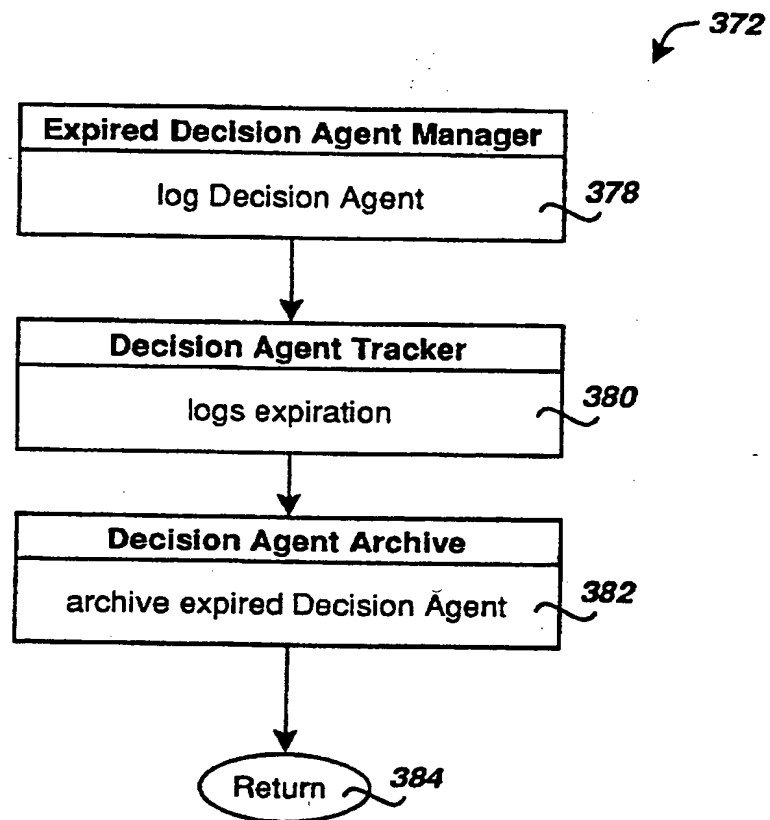 372
Expired Decision Agent Manager
log Decision Agent
378
Decision Agent Tracker
logs expiration
380
Decision Agent Archive
archive expired Decision Agent
382
Return
384